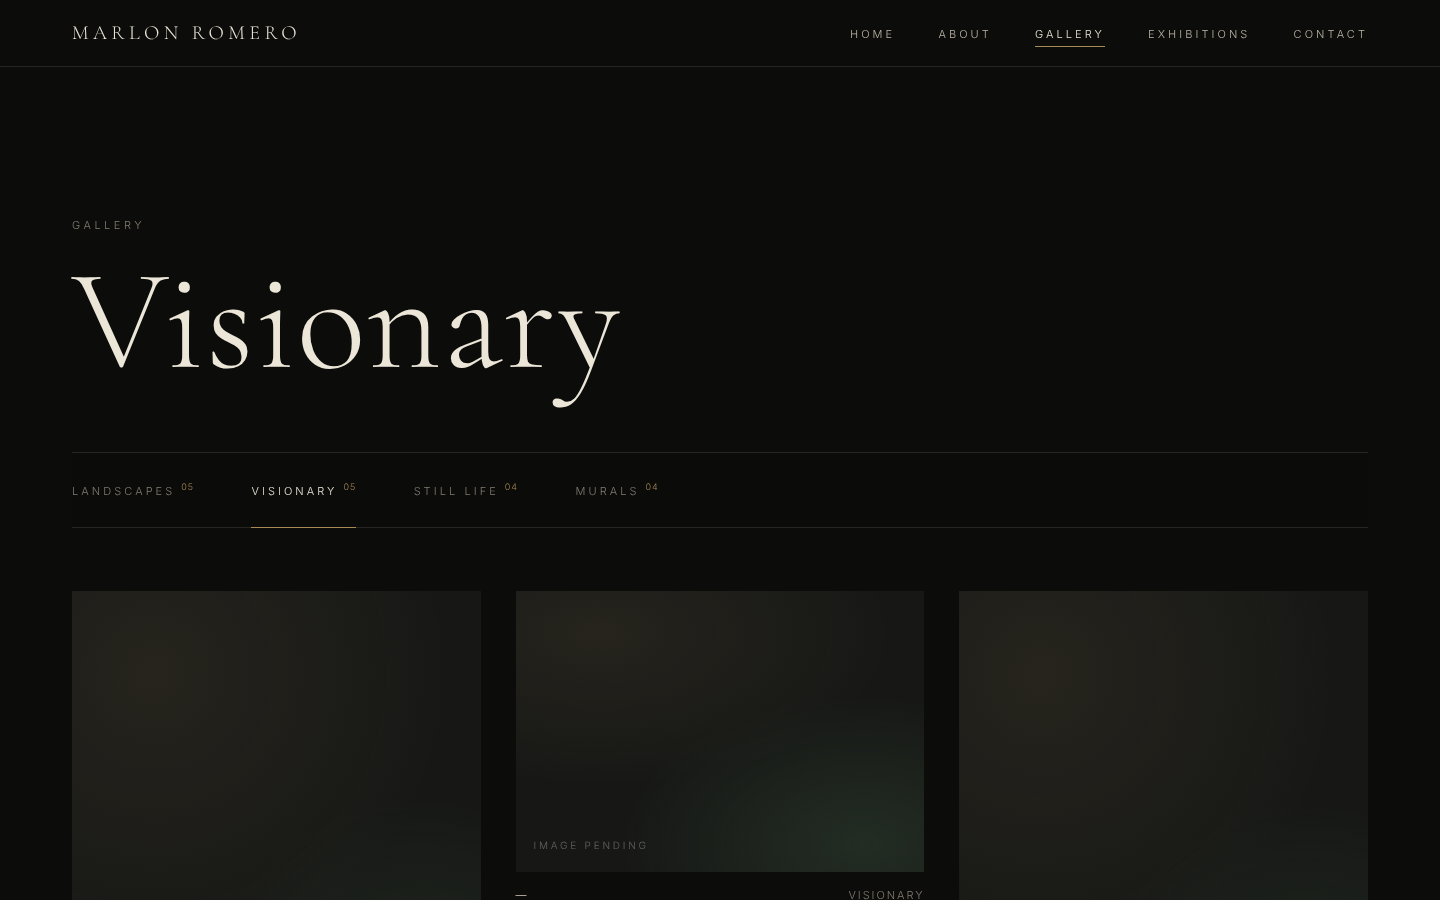 MARLON ROMERO
HOME ABOUT GALLERY EXHIBITIONS CONTACT
GALLERY
Visionary
LANDSCAPES 05 VISIONARY 05 STILL LIFE 04 MURALS 04
IMAGE PENDING
— VISIONARY